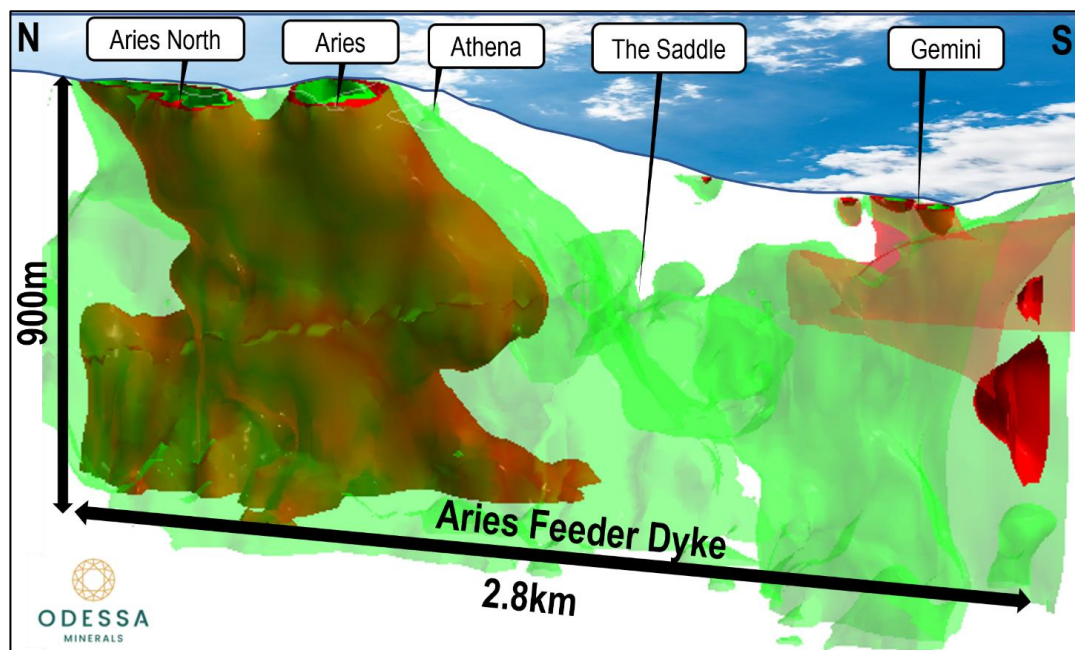 N
Aries North
Aries
Athena
The Saddle
Gemini
S
900m
Aries Feeder Dyke
2.8km
ODESSA
MINERALS